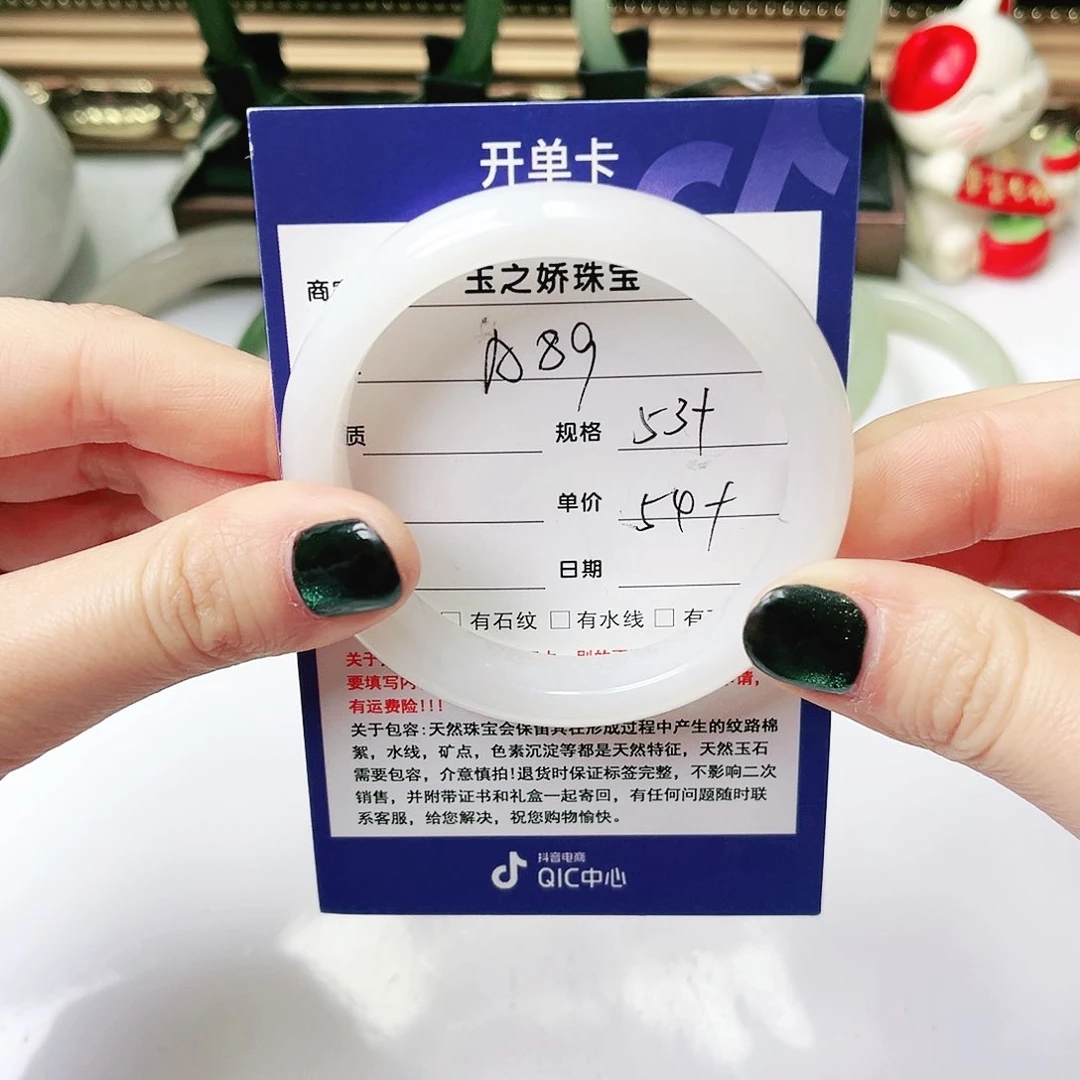 开单卡
商
玉之娇珠宝
A89
质
规格 53+
单价 54+
日期
□ 有石纹 □ 有水线 □ 有
关于
要填写内 请,
有运费险!!!
关于包容:天然珠宝会保留其在形成过程中产生的纹路棉
絮,水线,矿点,色素沉淀等都是天然特征,天然玉石
需要包容,介意慎拍!退货时保证标签完整,不影响二次
销售,并附带证书和礼盒一起寄回,有任何问题随时联
系客服,给您解决,祝您购物愉快。
抖音电商
QIC中心